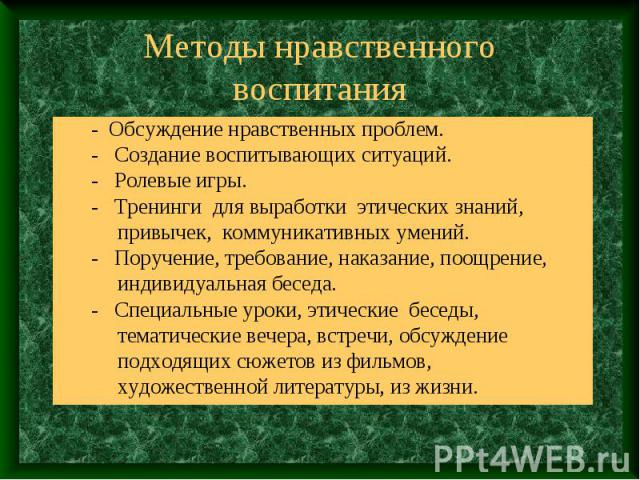 Методы нравственного
воспитания
- Обсуждение нравственных проблем.
- Создание воспитывающих ситуаций.
- Ролевые игры.
- Тренинги для выработки этических знаний,
привычек, коммуникативных умений.
- Поручение, требование, наказание, поощрение,
индивидуальная беседа.
- Специальные уроки, этические беседы,
тематические вечера, встречи, обсуждение
подходящих сюжетов из фильмов,
художественной литературы, из жизни.
PPt4WEB.ru